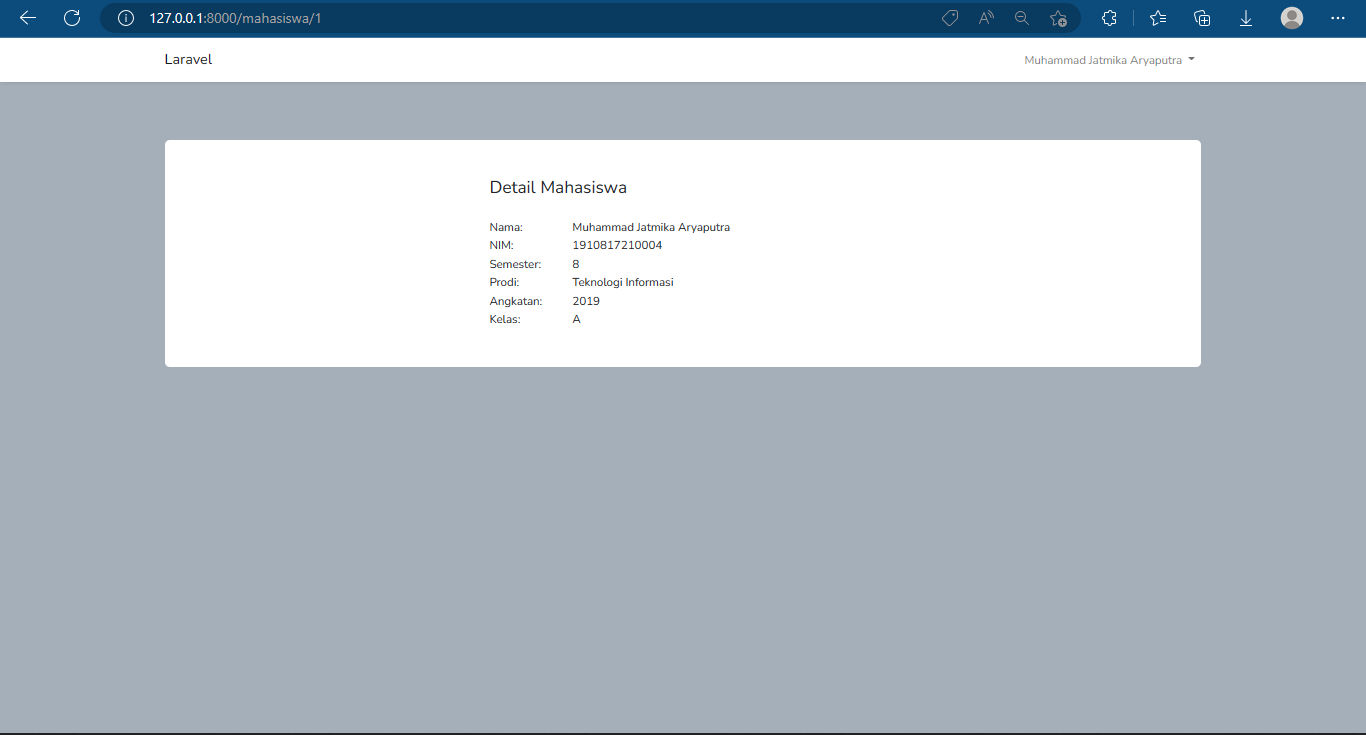 127.0.0.1:8000/mahasiswa/1
Laravel
Muhammad Jatmika Aryaputra
Detail Mahasiswa
Nama: Muhammad Jatmika Aryaputra
NIM: 1910817210004
Semester: 8
Prodi: Teknologi Informasi
Angkatan: 2019
Kelas: A